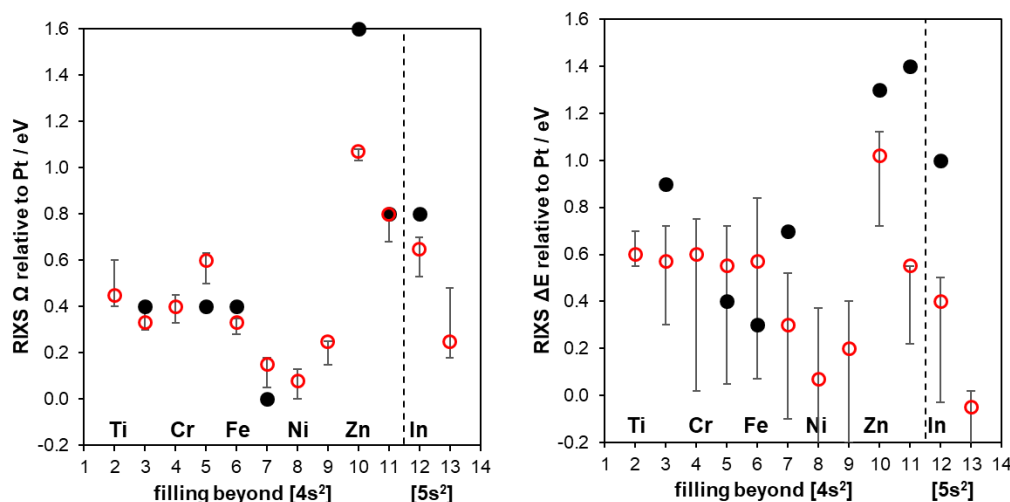 RIXS Ω relative to Pt / eV
1.6
1.4
1.2
1.0
0.8
0.6
0.4
0.2
0.0
-0.2
Ti Cr Fe Ni Zn In
1 2 3 4 5 6 7 8 9 10 11 12 13 14
filling beyond [4s²] [5s²]
RIXS ΔE relative to Pt / eV
1.6
1.4
1.2
1.0
0.8
0.6
0.4
0.2
0.0
-0.2
Ti Cr Fe Ni Zn In
1 2 3 4 5 6 7 8 9 10 11 12 13 14
filling beyond [4s²] [5s²]